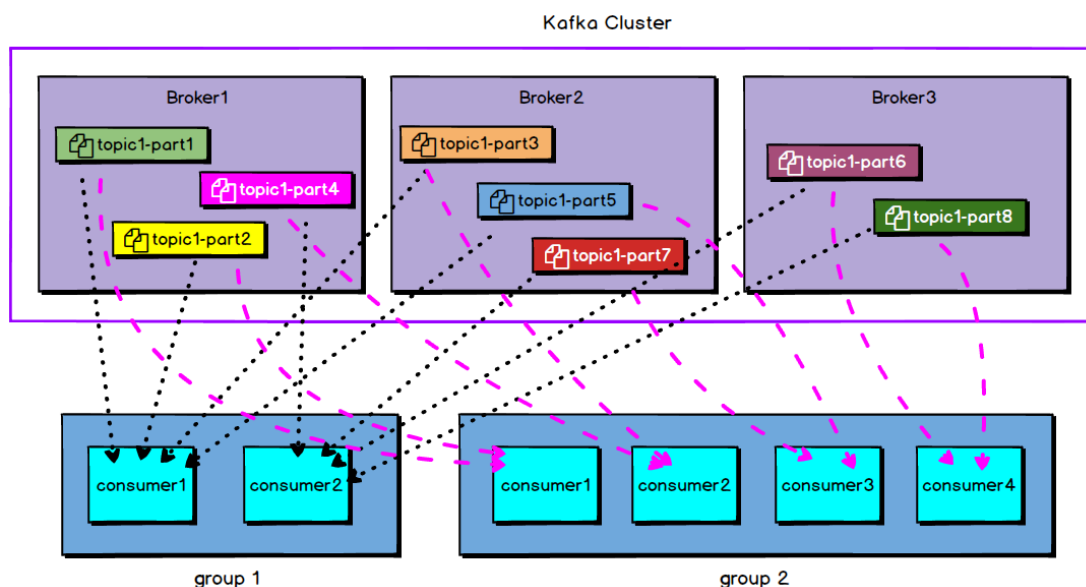 Kafka Cluster
Broker1
Broker2
Broker3
topic1-part1
topic1-part4
topic1-part2
topic1-part3
topic1-part5
topic1-part7
topic1-part6
topic1-part8
consumer1
consumer2
consumer1
consumer2
consumer3
consumer4
group 1
group 2